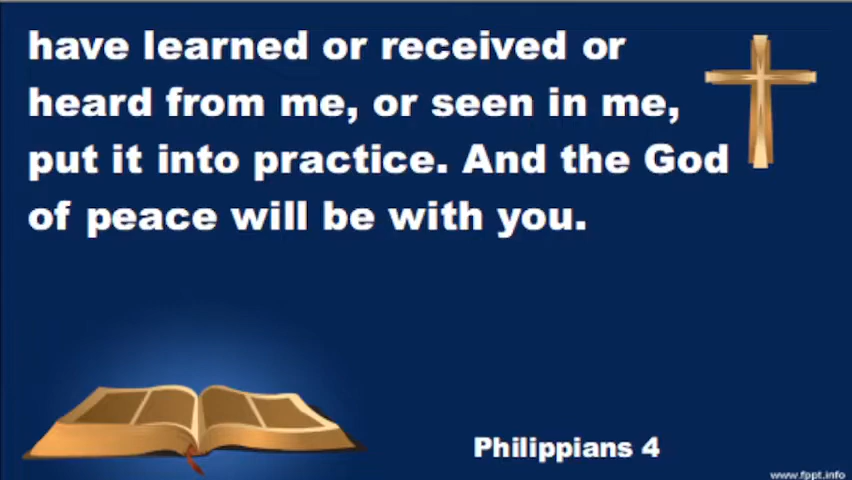 have learned or received or
heard from me, or seen in me,
put it into practice. And the God
of peace will be with you.
Philippians 4
www.fppt.info